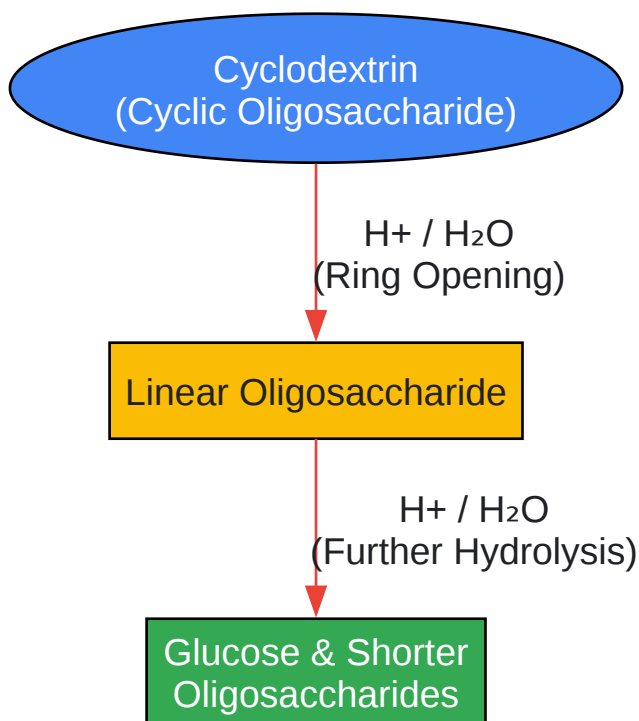 Cyclodextrin
(Cyclic Oligosaccharide)
H+ / H₂O
(Ring Opening)
Linear Oligosaccharide
H+ / H₂O
(Further Hydrolysis)
Glucose & Shorter
Oligosaccharides